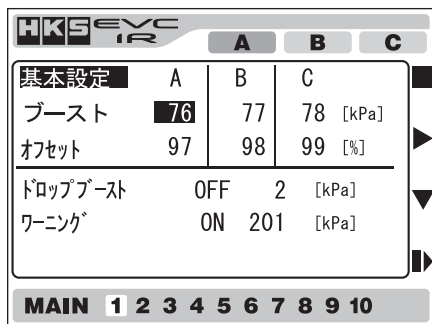 HKS EVC
IR
A B C
基本設定 A B C
ブースト 76 77 78 [kPa]
オフセット 97 98 99 [%]
ドロップブースト OFF 2 [kPa]
ワーニング ON 201 [kPa]
MAIN 1 2 3 4 5 6 7 8 9 10